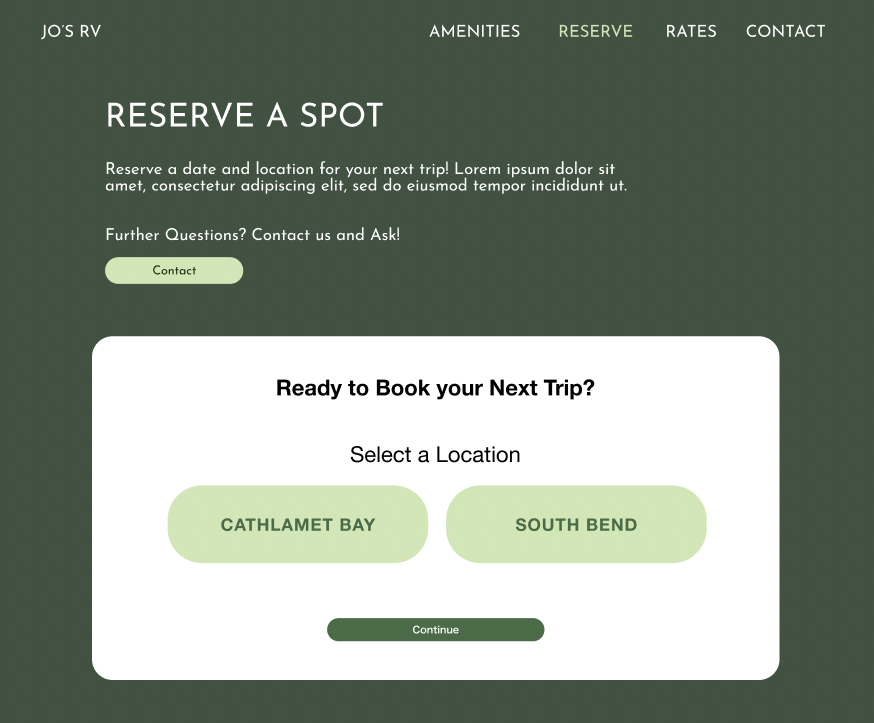 JO'S RV
AMENITIES
RESERVE
RATES
CONTACT
RESERVE A SPOT
Reserve a date and location for your next trip! Lorem ipsum dolor sit
amet, consectetur adipiscing elit, sed do eiusmod tempor incididunt ut.
Further Questions? Contact us and Ask!
Contact
Ready to Book your Next Trip?
Select a Location
CATHLAMET BAY
SOUTH BEND
Continue